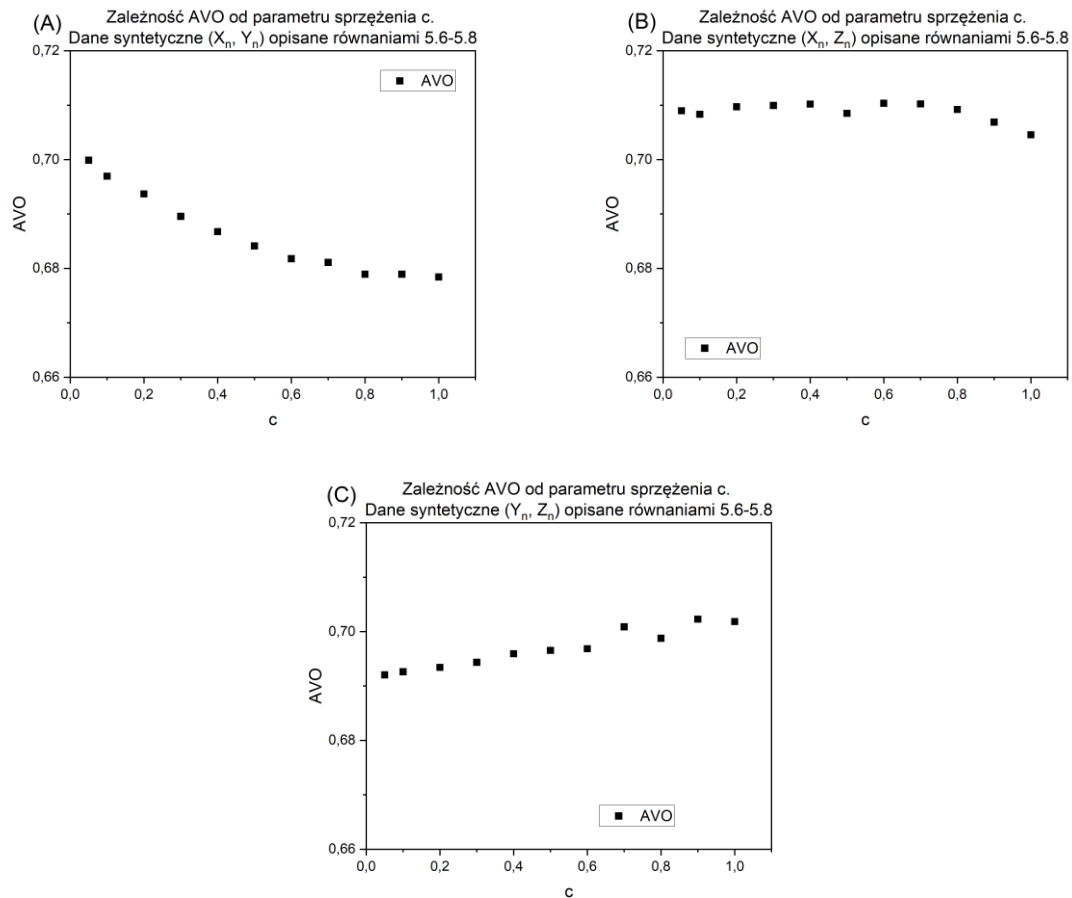 (A)
Zależność AVO od parametru sprzężenia c.
Dane syntetyczne (Xn, Yn) opisane równaniami 5.6-5.8
0,72
0,70
0,68
0,66
AVO
AVO
0,0 0,2 0,4 0,6 0,8 1,0
c
(B)
Zależność AVO od parametru sprzężenia c.
Dane syntetyczne (Xn, Zn) opisane równaniami 5.6-5.8
0,72
0,70
0,68
0,66
AVO
AVO
0,0 0,2 0,4 0,6 0,8 1,0
c
(C)
Zależność AVO od parametru sprzężenia c.
Dane syntetyczne (Yn, Zn) opisane równaniami 5.6-5.8
0,72
0,70
0,68
0,66
AVO
AVO
0,0 0,2 0,4 0,6 0,8 1,0
c